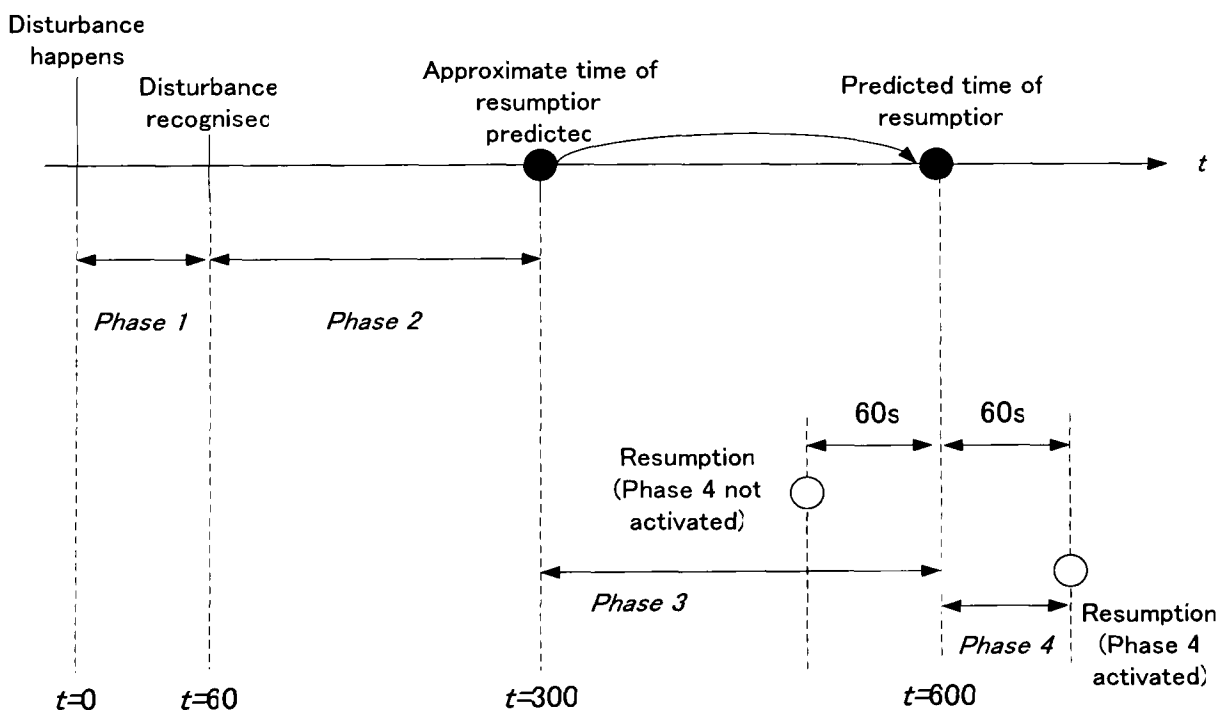 Disturbance
happens
Disturbance
recognisec
Approximate time of
resumptior
predictec
Predicted time of
resumptior
t
Phase 1
Phase 2
60s
60s
Resumption
(Phase 4 not
activated)
Phase 3
Phase 4
Resumption
(Phase 4
activated)
t=0
t=60
t=300
t=600